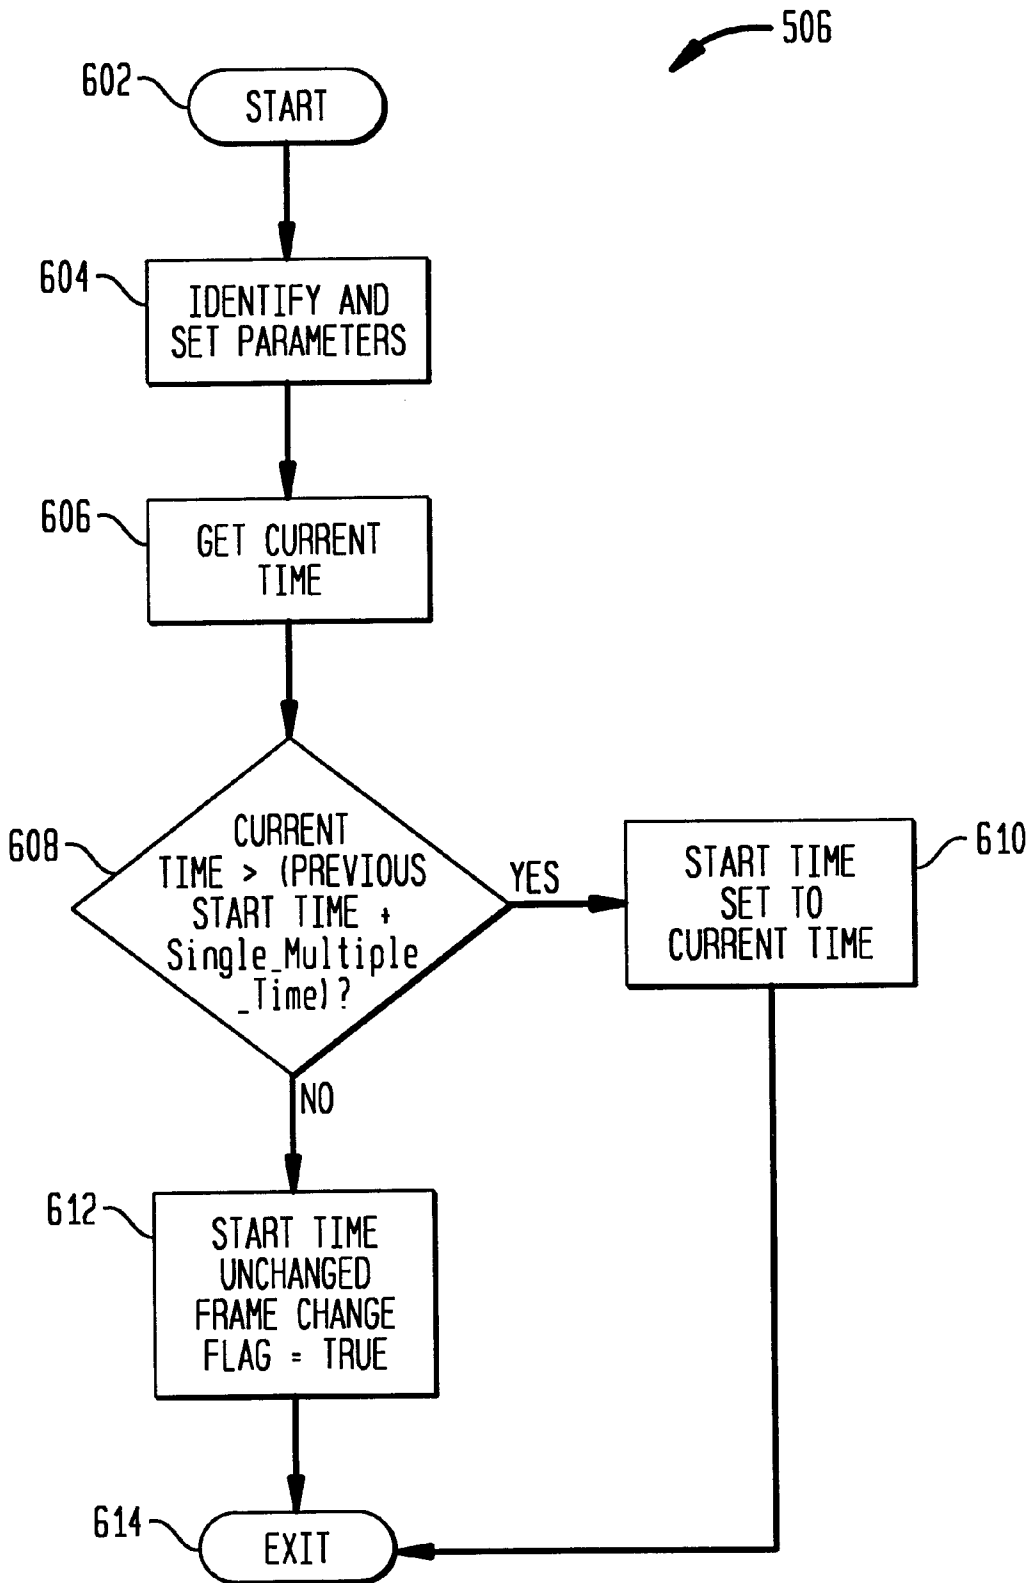 506
602
START
604
IDENTIFY AND
SET PARAMETERS
606
GET CURRENT
TIME
608
CURRENT
TIME > (PREVIOUS
START TIME +
Single_Multiple
_Time)?
YES
610
START TIME
SET TO
CURRENT TIME
NO
612
START TIME
UNCHANGED
FRAME CHANGE
FLAG = TRUE
614
EXIT